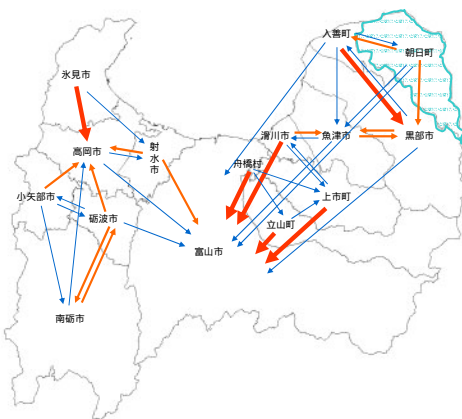 入善町
朝日町
氷見市
滑川市
魚津市
黒部市
高岡市
射
水
市
舟橋村
小矢部市
上市町
砺波市
立山町
富山市
南砺市